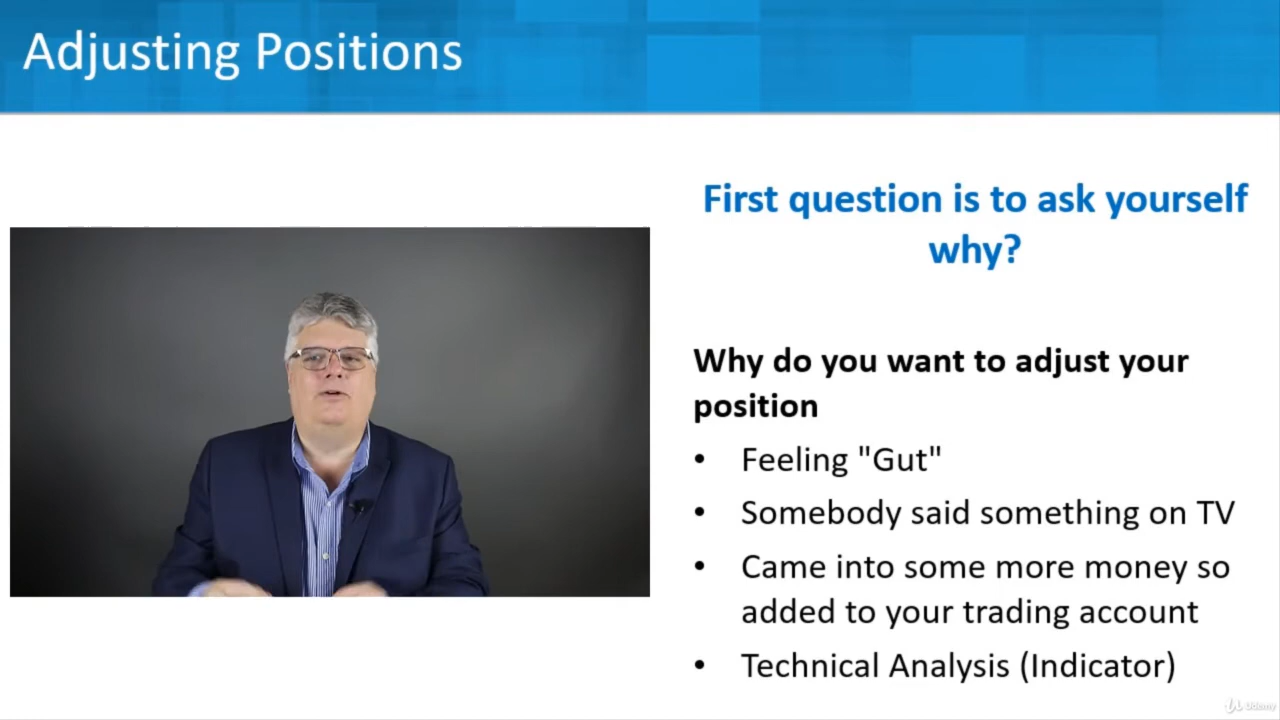 Adjusting Positions
First question is to ask yourself
why?
Why do you want to adjust your
position
• Feeling "Gut"
• Somebody said something on TV
• Came into some more money so
added to your trading account
• Technical Analysis (Indicator)
Udemy